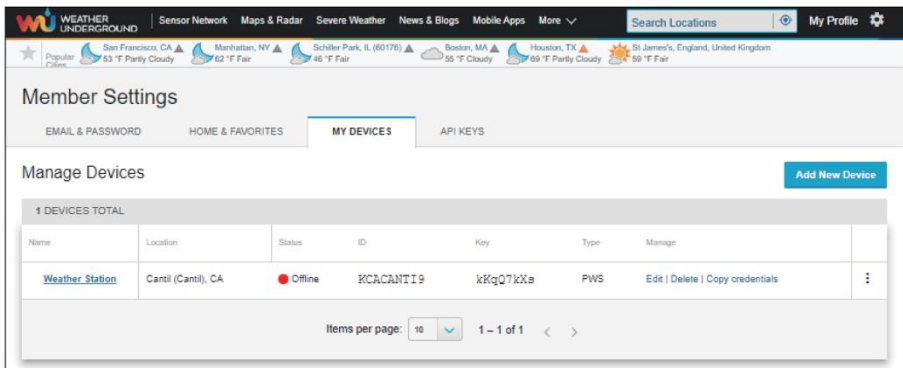 WEATHER UNDERGROUND Sensor Network Maps & Radar Severe Weather News & Blogs Mobile Apps More Search Locations My Profile
Popular Cities San Francisco, CA Manhattan, NY Schiller Park, IL (60176) Boston, MA Houston, TX St James's, England, United Kingdom
53 °F Partly Cloudy 62 °F Fair 46 °F Fair 55 °F Cloudy 69 °F Partly Cloudy 59 °F Fair
Member Settings
EMAIL & PASSWORD HOME & FAVORITES MY DEVICES API KEYS
Manage Devices Add New Device
1 DEVICES TOTAL
Name Location Status ID Key Type Manage
Weather Station Cantil (Cantil), CA Offline KCACANTI9 kKqQ7kXs PWS Edit | Delete | Copy credentials
Items per page: 10 1 – 1 of 1